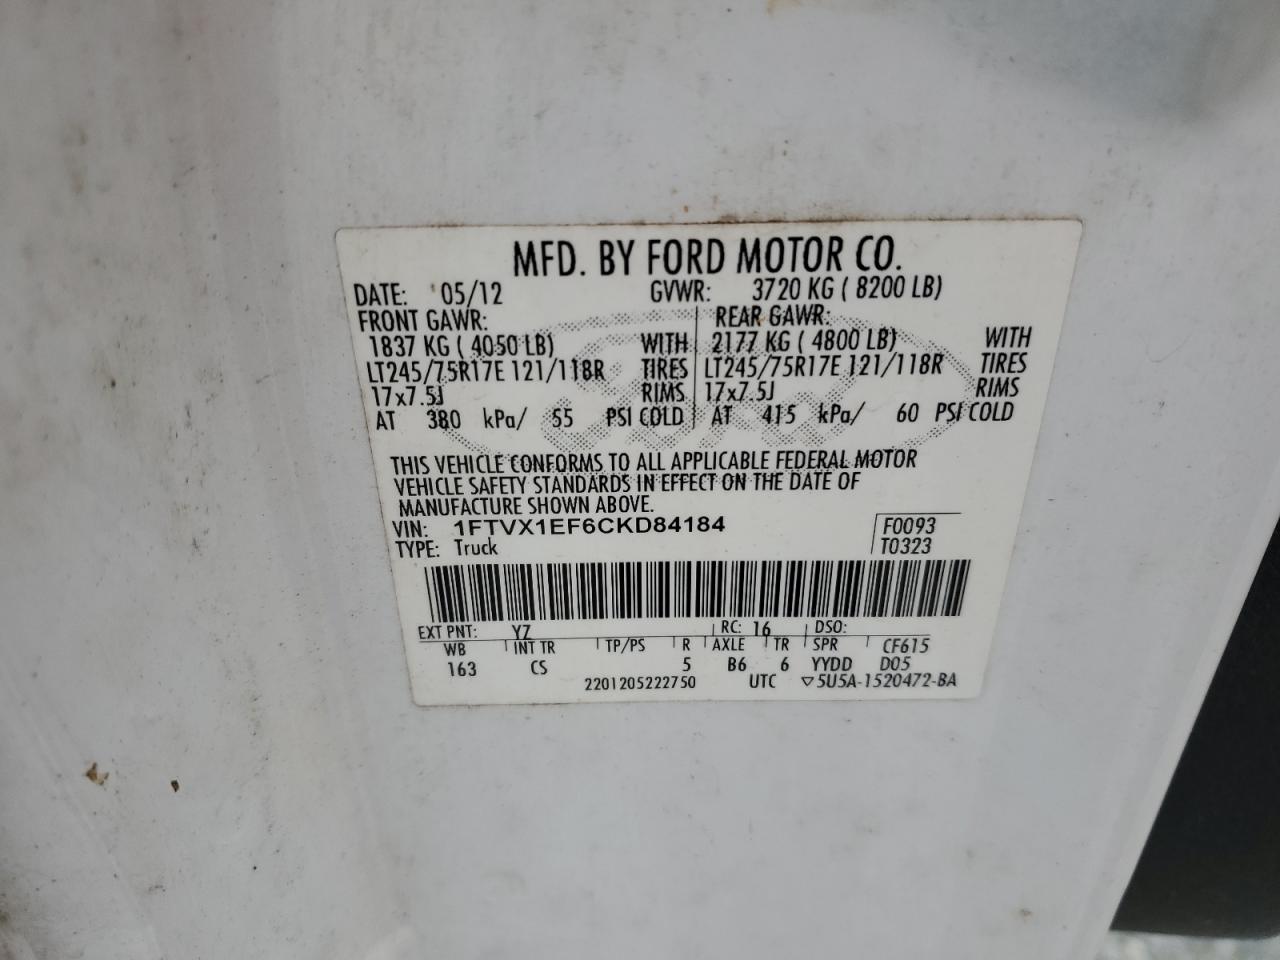 MFD. BY FORD MOTOR CO.
DATE: 05/12 GVWR: 3720 KG ( 8200 LB)
FRONT GAWR: REAR GAWR:
1837 KG ( 4050 LB) WITH 2177 KG ( 4800 LB) WITH
LT245/75R17E 121/118R TIRES LT245/75R17E 121/118R TIRES
17x7.5J RIMS 17x7.5J RIMS
AT 380 kPa/ 55 PSI COLD AT 415 kPa/ 60 PSI COLD
THIS VEHICLE CONFORMS TO ALL APPLICABLE FEDERAL MOTOR
VEHICLE SAFETY STANDARDS IN EFFECT ON THE DATE OF
MANUFACTURE SHOWN ABOVE.
VIN: 1FTVX1EF6CKD84184 F0093
TYPE: Truck T0323
EXT PNT: YZ RC: 16 DSO:
WB INT TR TP/PS R AXLE TR SPR CF615
163 CS 5 B6 6 YYDD D05
2201205222750 UTC ▽5U5A-1520472-BA